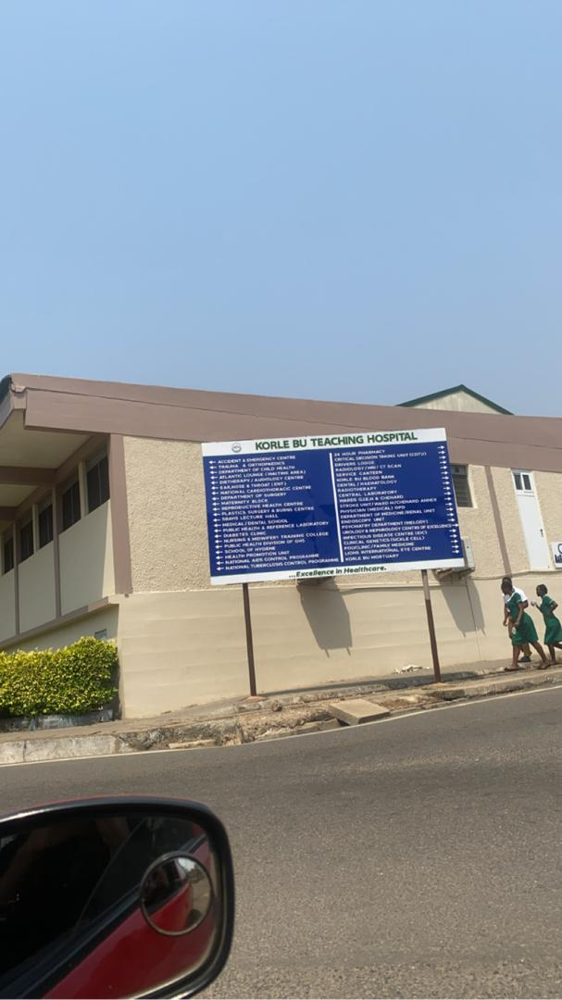 KORLE BU TEACHING HOSPITAL
ACCIDENT & EMERGENCY CENTRE
TRAUMA & ORTHOPAEDICS
DEPARTMENT OF CHILD HEALTH
ATLANTIC LOUNGE (WAITING AREA)
DIETHERAPY / AUDIOLOGY CENTRE
EAR, NOSE & THROAT (ENT)
NATIONAL CARDIOTHORACIC CENTRE
DEPARTMENT OF SURGERY
MATERNITY BLOCK
REPRODUCTIVE HEALTH CENTRE
PLASTICS SURGERY & BURNS CENTRE
LECTURE HALL
MEDICAL / DENTAL SCHOOL
PUBLIC HEALTH & REFERENCE LABORATORY
DIABETES CLINIC
NURSING & MIDWIFERY TRAINING COLLEGE
PUBLIC HEALTH DIVISION OF GHS
SCHOOL OF HYGIENE
HEALTH PROMOTION UNIT
NATIONAL AIDS CONTROL PROGRAMME
NATIONAL TUBERCULOSIS CONTROL PROGRAMME
24 HOUR PHARMACY
CRITICAL DECISION TAKING UNIT (CDTU)
DRIVERS LODGE
RADIOLOGY / MRI / CT SCAN
SERVICE CANTEEN
KORLE BU BLOOD BANK
DENTAL / HAEMATOLOGY
RADIOTHERAPY
CENTRAL LABORATORY
WARDS & CHENARD
STROKE UNIT / WARD CHENARD ANNEX
PHYSICIAN (MEDICAL) OPD
DEPARTMENT OF MEDICINE / RENAL UNIT
ENDOSCOPY UNIT
PSYCHIATRY DEPARTMENT
UROLOGY & NEPHROLOGY CENTRE OF EXCELLENCE
INFECTIOUS DISEASE CENTRE (IDC)
CLINICAL GENETICS (SICKLE CELL)
POLICLINIC / FAMILY MEDICINE
LIONS INTERNATIONAL EYE CENTRE
KORLE BU MORTUARY
...Excellence in Healthcare.